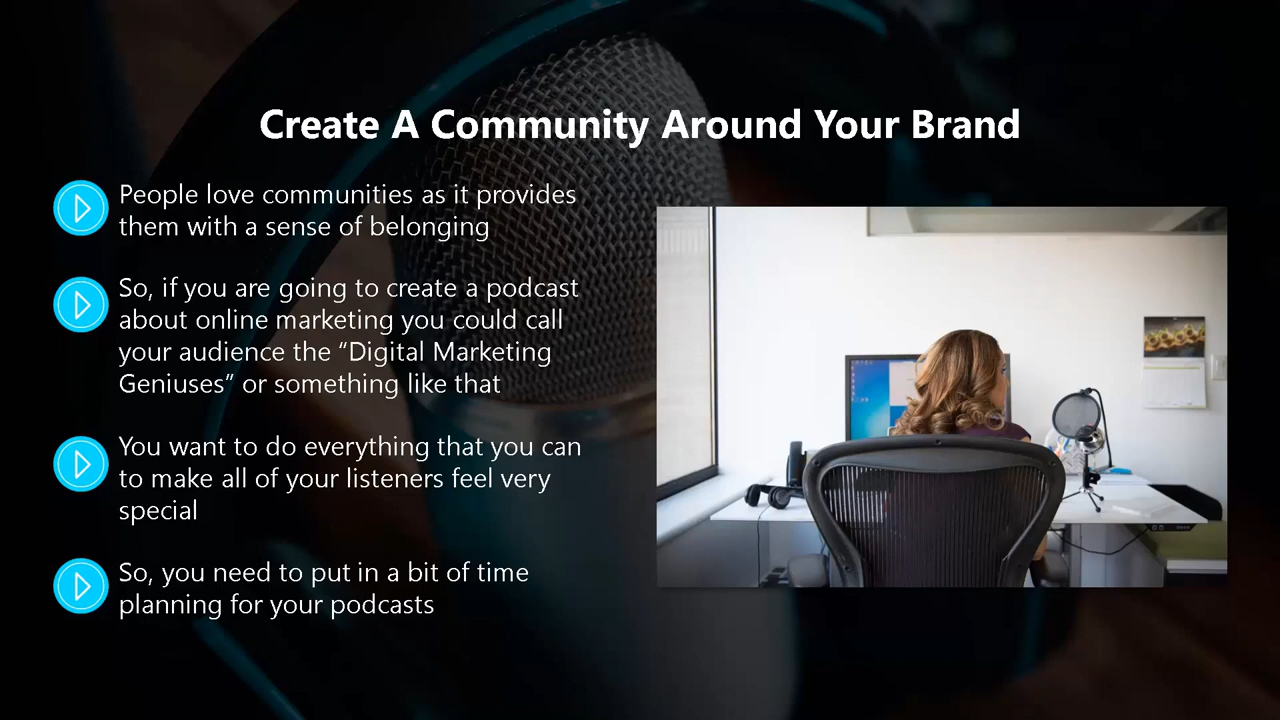 Create A Community Around Your Brand
People love communities as it provides
them with a sense of belonging
So, if you are going to create a podcast
about online marketing you could call
your audience the “Digital Marketing
Geniuses” or something like that
You want to do everything that you can
to make all of your listeners feel very
special
So, you need to put in a bit of time
planning for your podcasts